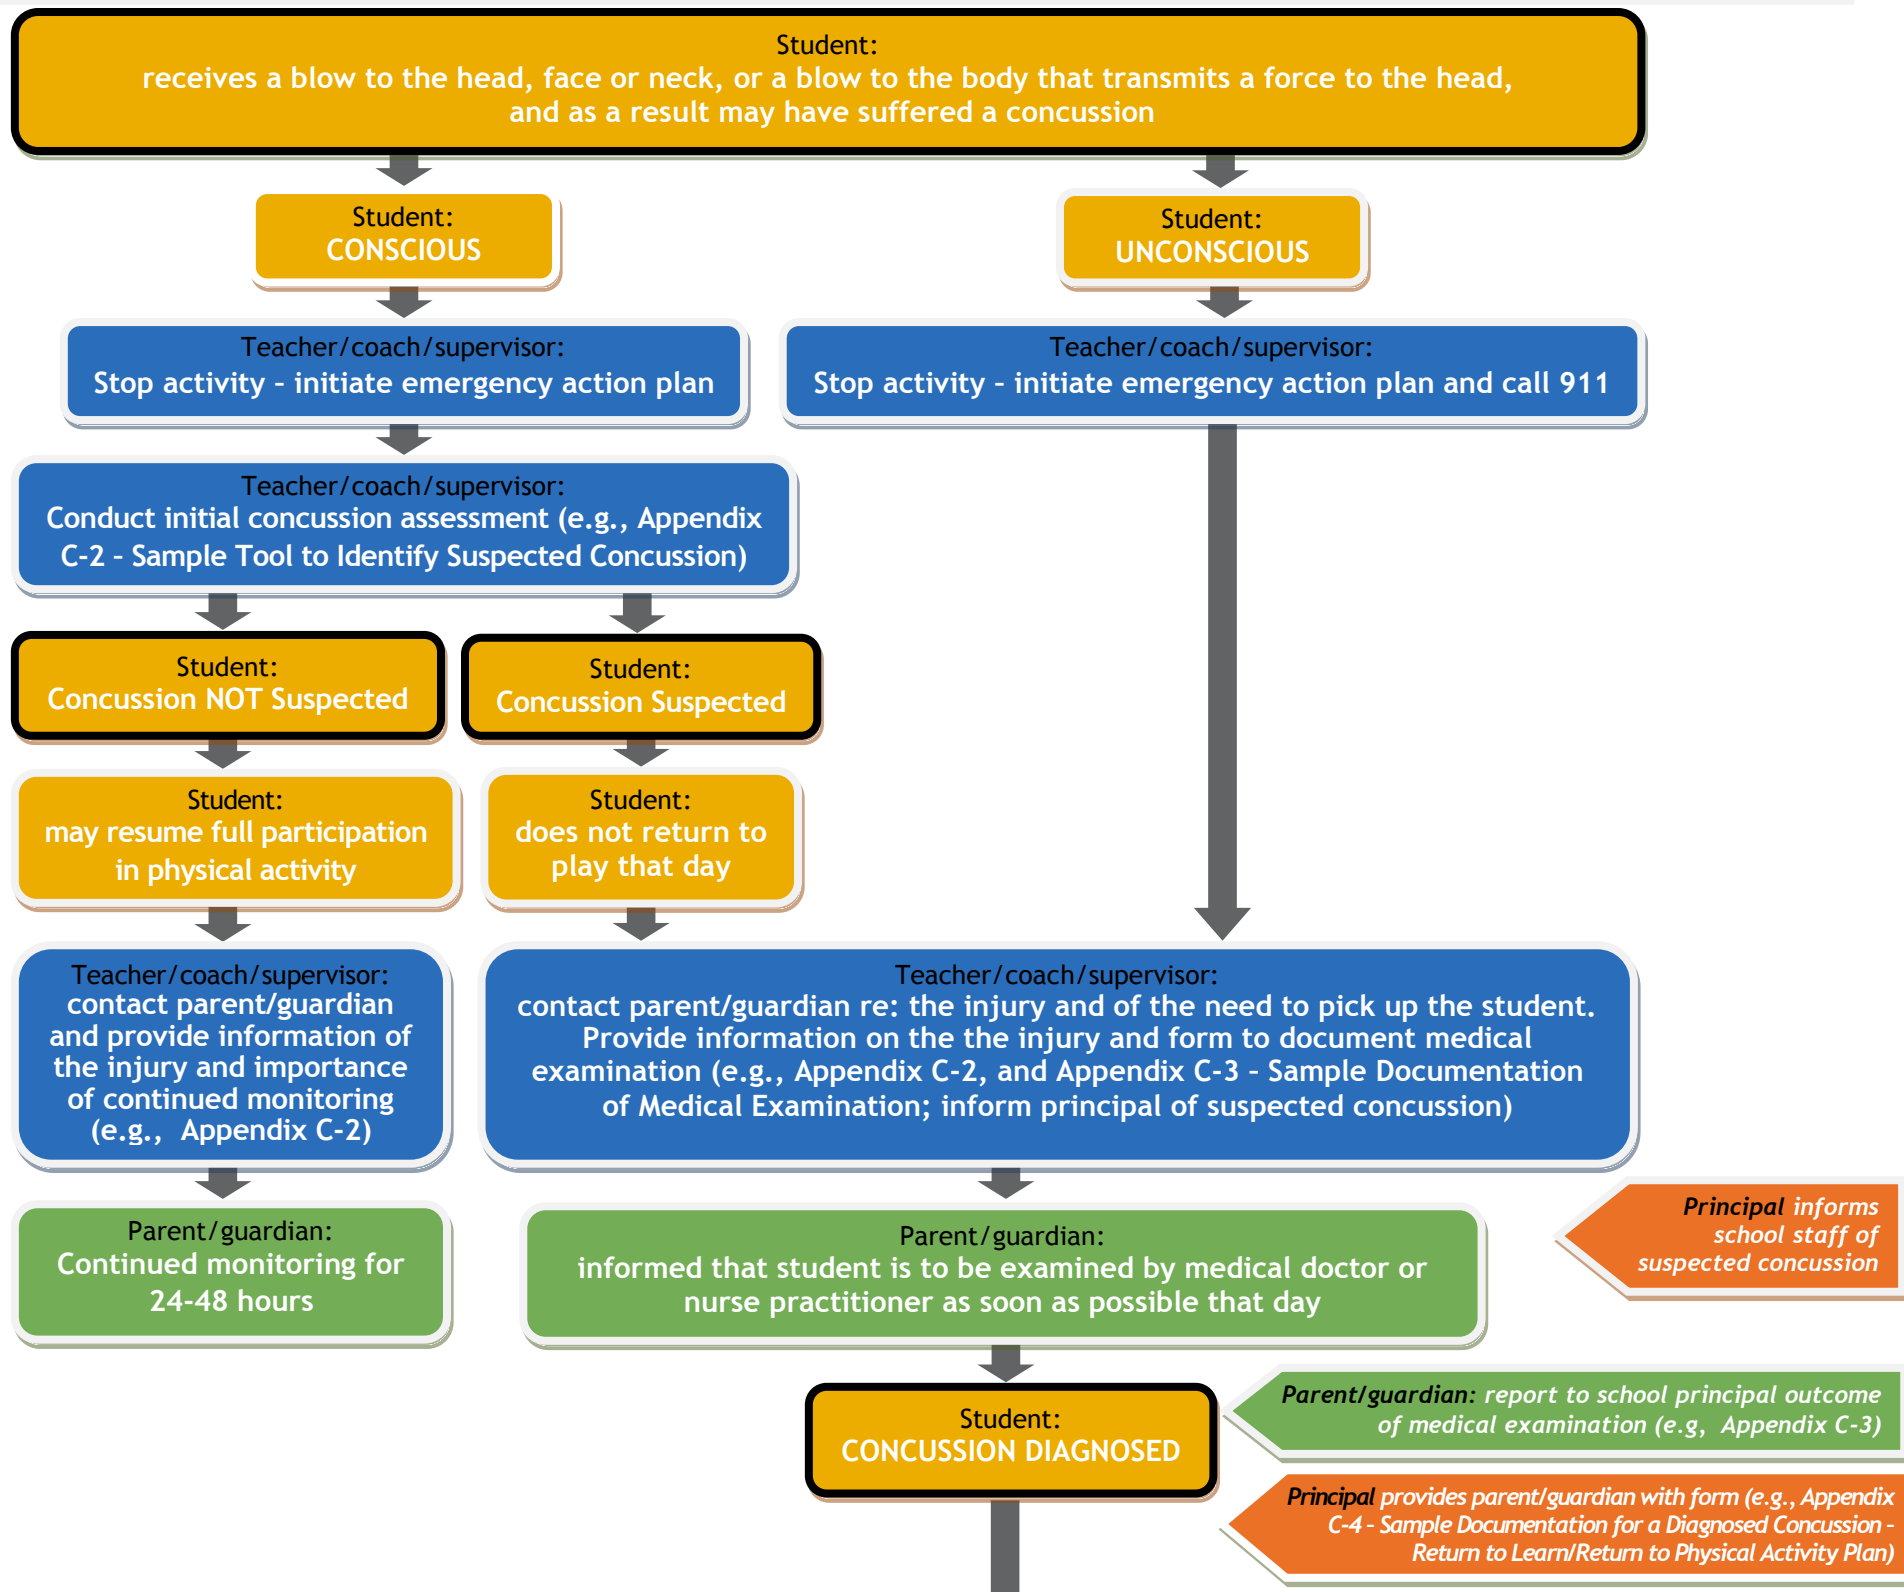 Student:
receives a blow to the head, face or neck, or a blow to the body that transmits a force to the head,
and as a result may have suffered a concussion
Student:
CONSCIOUS
Student:
UNCONSCIOUS
Teacher/coach/supervisor:
Stop activity – initiate emergency action plan
Teacher/coach/supervisor:
Stop activity – initiate emergency action plan and call 911
Teacher/coach/supervisor:
Conduct initial concussion assessment (e.g., Appendix
C-2 – Sample Tool to Identify Suspected Concussion)
Student:
Concussion NOT Suspected
Student:
Concussion Suspected
Student:
may resume full participation
in physical activity
Student:
does not return to
play that day
Teacher/coach/supervisor:
contact parent/guardian
and provide information of
the injury and importance
of continued monitoring
(e.g., Appendix C-2)
Teacher/coach/supervisor:
contact parent/guardian re: the injury and of the need to pick up the student.
Provide information on the the injury and form to document medical
examination (e.g., Appendix C-2, and Appendix C-3 – Sample Documentation
of Medical Examination; inform principal of suspected concussion)
Parent/guardian:
Continued monitoring for
24-48 hours
Parent/guardian:
informed that student is to be examined by medical doctor or
nurse practitioner as soon as possible that day
Principal informs
school staff of
suspected concussion
Student:
CONCUSSION DIAGNOSED
Parent/guardian: report to school principal outcome
of medical examination (e.g, Appendix C-3)
Principal provides parent/guardian with form (e.g., Appendix
C-4 – Sample Documentation for a Diagnosed Concussion –
Return to Learn/Return to Physical Activity Plan)